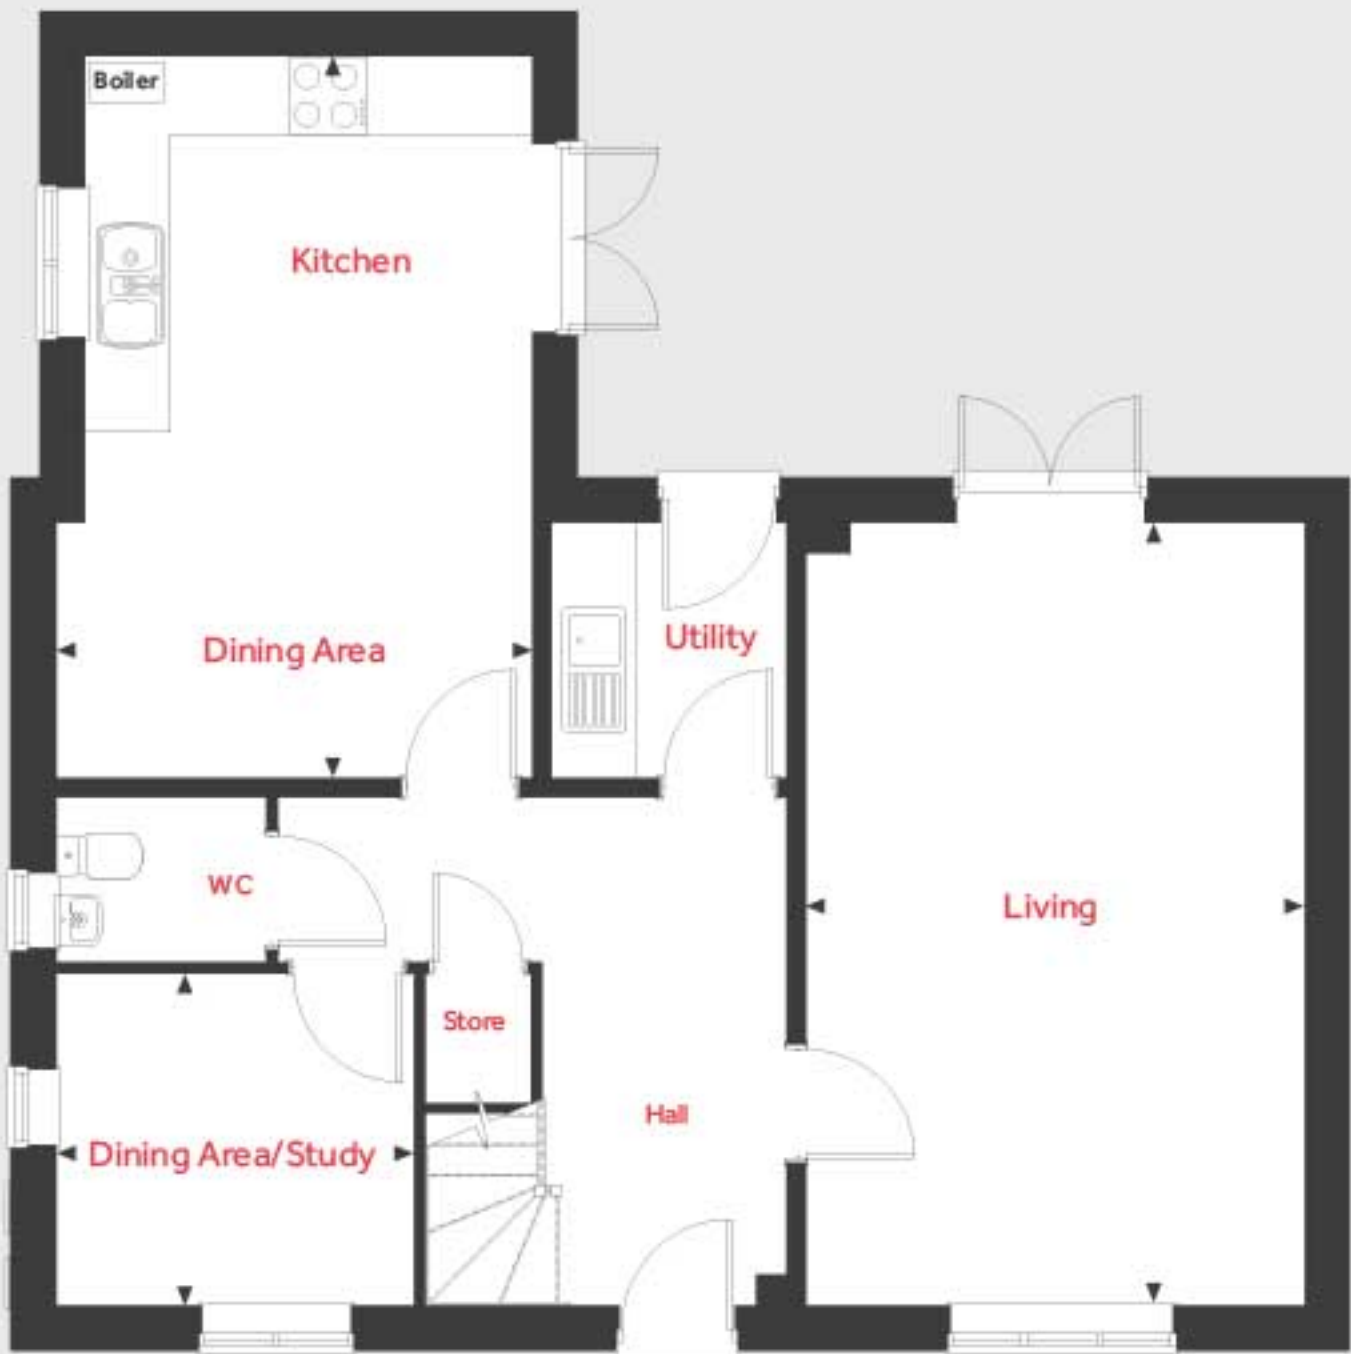 Boiler
Kitchen
Dining Area
Utility
WC
Living
Store
Hall
Dining Area/Study